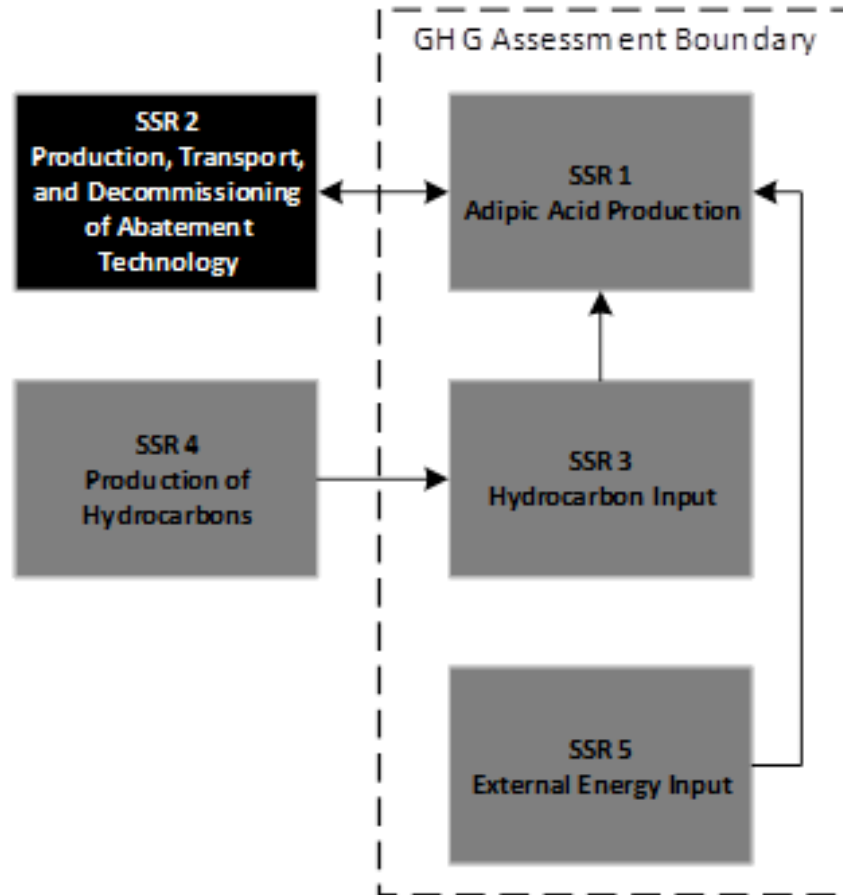 GHG Assessment Boundary
SSR 2
Production, Transport,
and Decommissioning
of Abatement
Technology
SSR 1
Adipic Acid Production
SSR 4
Production of
Hydrocarbons
SSR 3
Hydrocarbon Input
SSR 5
External Energy Input